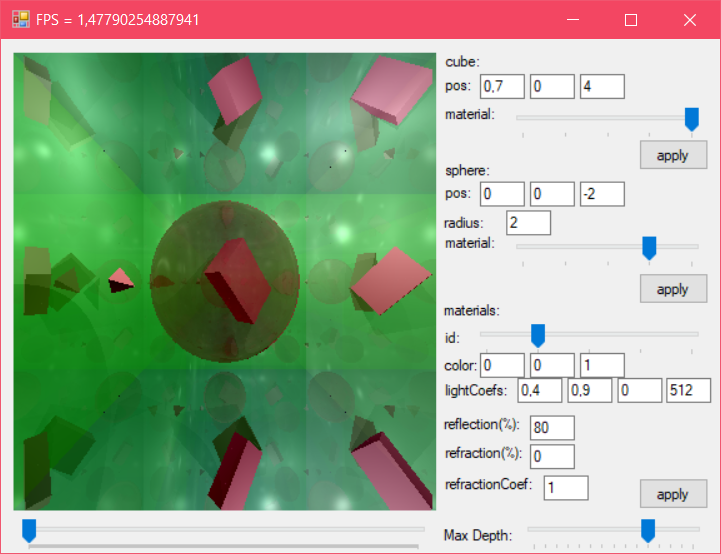 FPS = 1,47790254887941
cube:
pos: 0,7 0 4
material:
apply
sphere:
pos: 0 0 -2
radius: 2
material:
apply
materials:
id:
color: 0 0 1
lightCoefs: 0,4 0,9 0 512
reflection(%): 80
refraction(%): 0
refractionCoef: 1
apply
Max Depth: